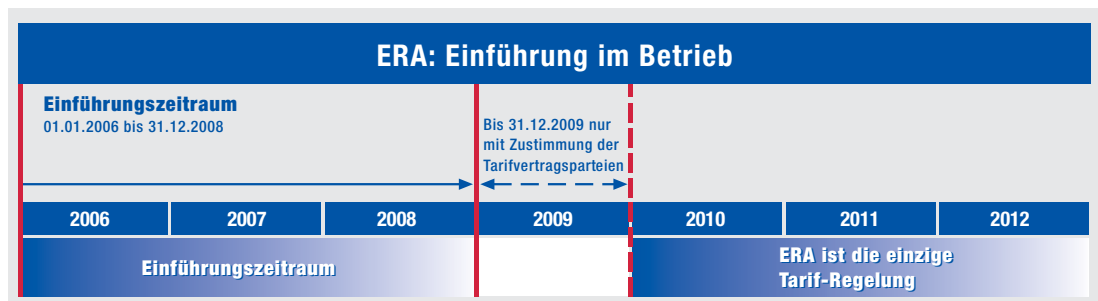 ERA: Einführung im Betrieb
Einführungszeitraum
01.01.2006 bis 31.12.2008
Bis 31.12.2009 nur
mit Zustimmung der
Tarifvertragsparteien
2006 2007 2008 2009 2010 2011 2012
Einführungszeitraum
ERA ist die einzige
Tarif-Regelung